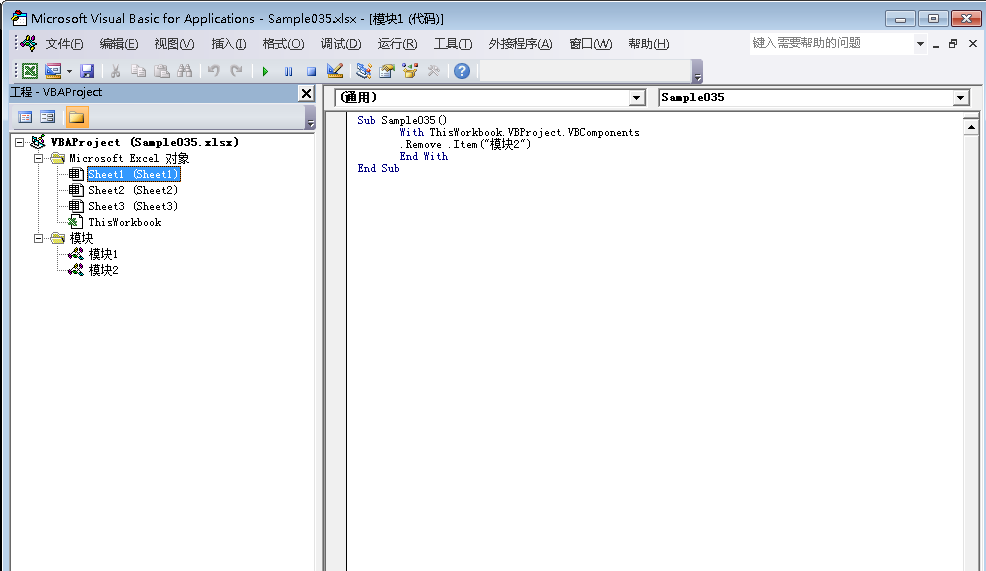 Microsoft Visual Basic for Applications - Sample035.xlsx - [模块1 (代码)]
文件(F) 编辑(E) 视图(V) 插入(I) 格式(O) 调试(D) 运行(R) 工具(T) 外接程序(A) 窗口(W) 帮助(H) 键入需要帮助的问题
工程 - VBAProject
(通用) Sample035
VBAProject (Sample035.xlsx)
Microsoft Excel 对象
Sheet1 (Sheet1)
Sheet2 (Sheet2)
Sheet3 (Sheet3)
ThisWorkbook
模块
模块1
模块2
Sub Sample035()
With ThisWorkbook.VBProject.VBComponents
.Remove .Item("模块2")
End With
End Sub